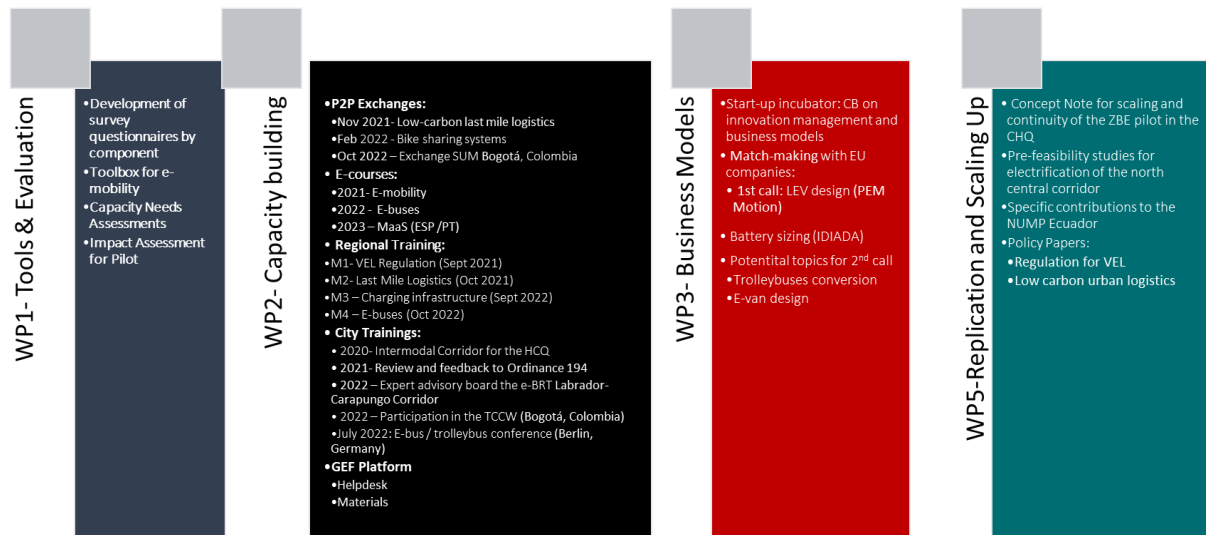 WP1- Tools & Evaluation
•Development of
survey
questionnaires by
component
•Toolbox for e-
mobility
•Capacity Needs
Assessments
•Impact Assessment
for Pilot
WP2- Capacity building
•P2P Exchanges:
•Nov 2021- Low-carbon last mile logistics
•Feb 2022 - Bike sharing systems
•Oct 2022 – Exchange SUM Bogotá, Colombia
• E-courses:
•2021- E-mobility
•2022 - E-buses
•2023 – MaaS (ESP /PT)
• Regional Training:
•M1- VEL Regulation (Sept 2021)
•M2- Last Mile Logistics (Oct 2021)
•M3 – Charging infrastructure (Sept 2022)
•M4 – E-buses (Oct 2022)
• City Trainings:
• 2020- Intermodal Corridor for the HCQ
• 2021- Review and feedback to Ordinance 194
• 2022 – Expert advisory board the e-BRT Labrador-
Carapungo Corridor
• 2022 – Participation in the TCCW (Bogotá, Colombia)
•July 2022: E-bus / trolleybus conference (Berlin,
Germany)
•GEF Platform
•Helpdesk
•Materials
WP3- Business Models
•Start-up incubator: CB on
innovation management and
business models
•Match-making with EU
companies:
• 1st call: LEV design (PEM
Motion)
• Battery sizing (IDIADA)
• Potentital topics for 2nd call
•Trolleybuses conversion
•E-van design
WP5-Replication and Scaling Up
• Concept Note for scaling and
continuity of the ZBE pilot in the
CHQ
•Pre-feasibility studies for
electrification of the north
central corridor
•Specific contributions to the
NUMP Ecuador
•Policy Papers:
•Regulation for VEL
•Low carbon urban logistics